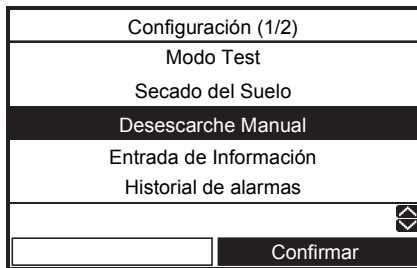 Configuración (1/2)
Modo Test
Secado del Suelo
Desescarche Manual
Entrada de Información
Historial de alarmas
Confirmar